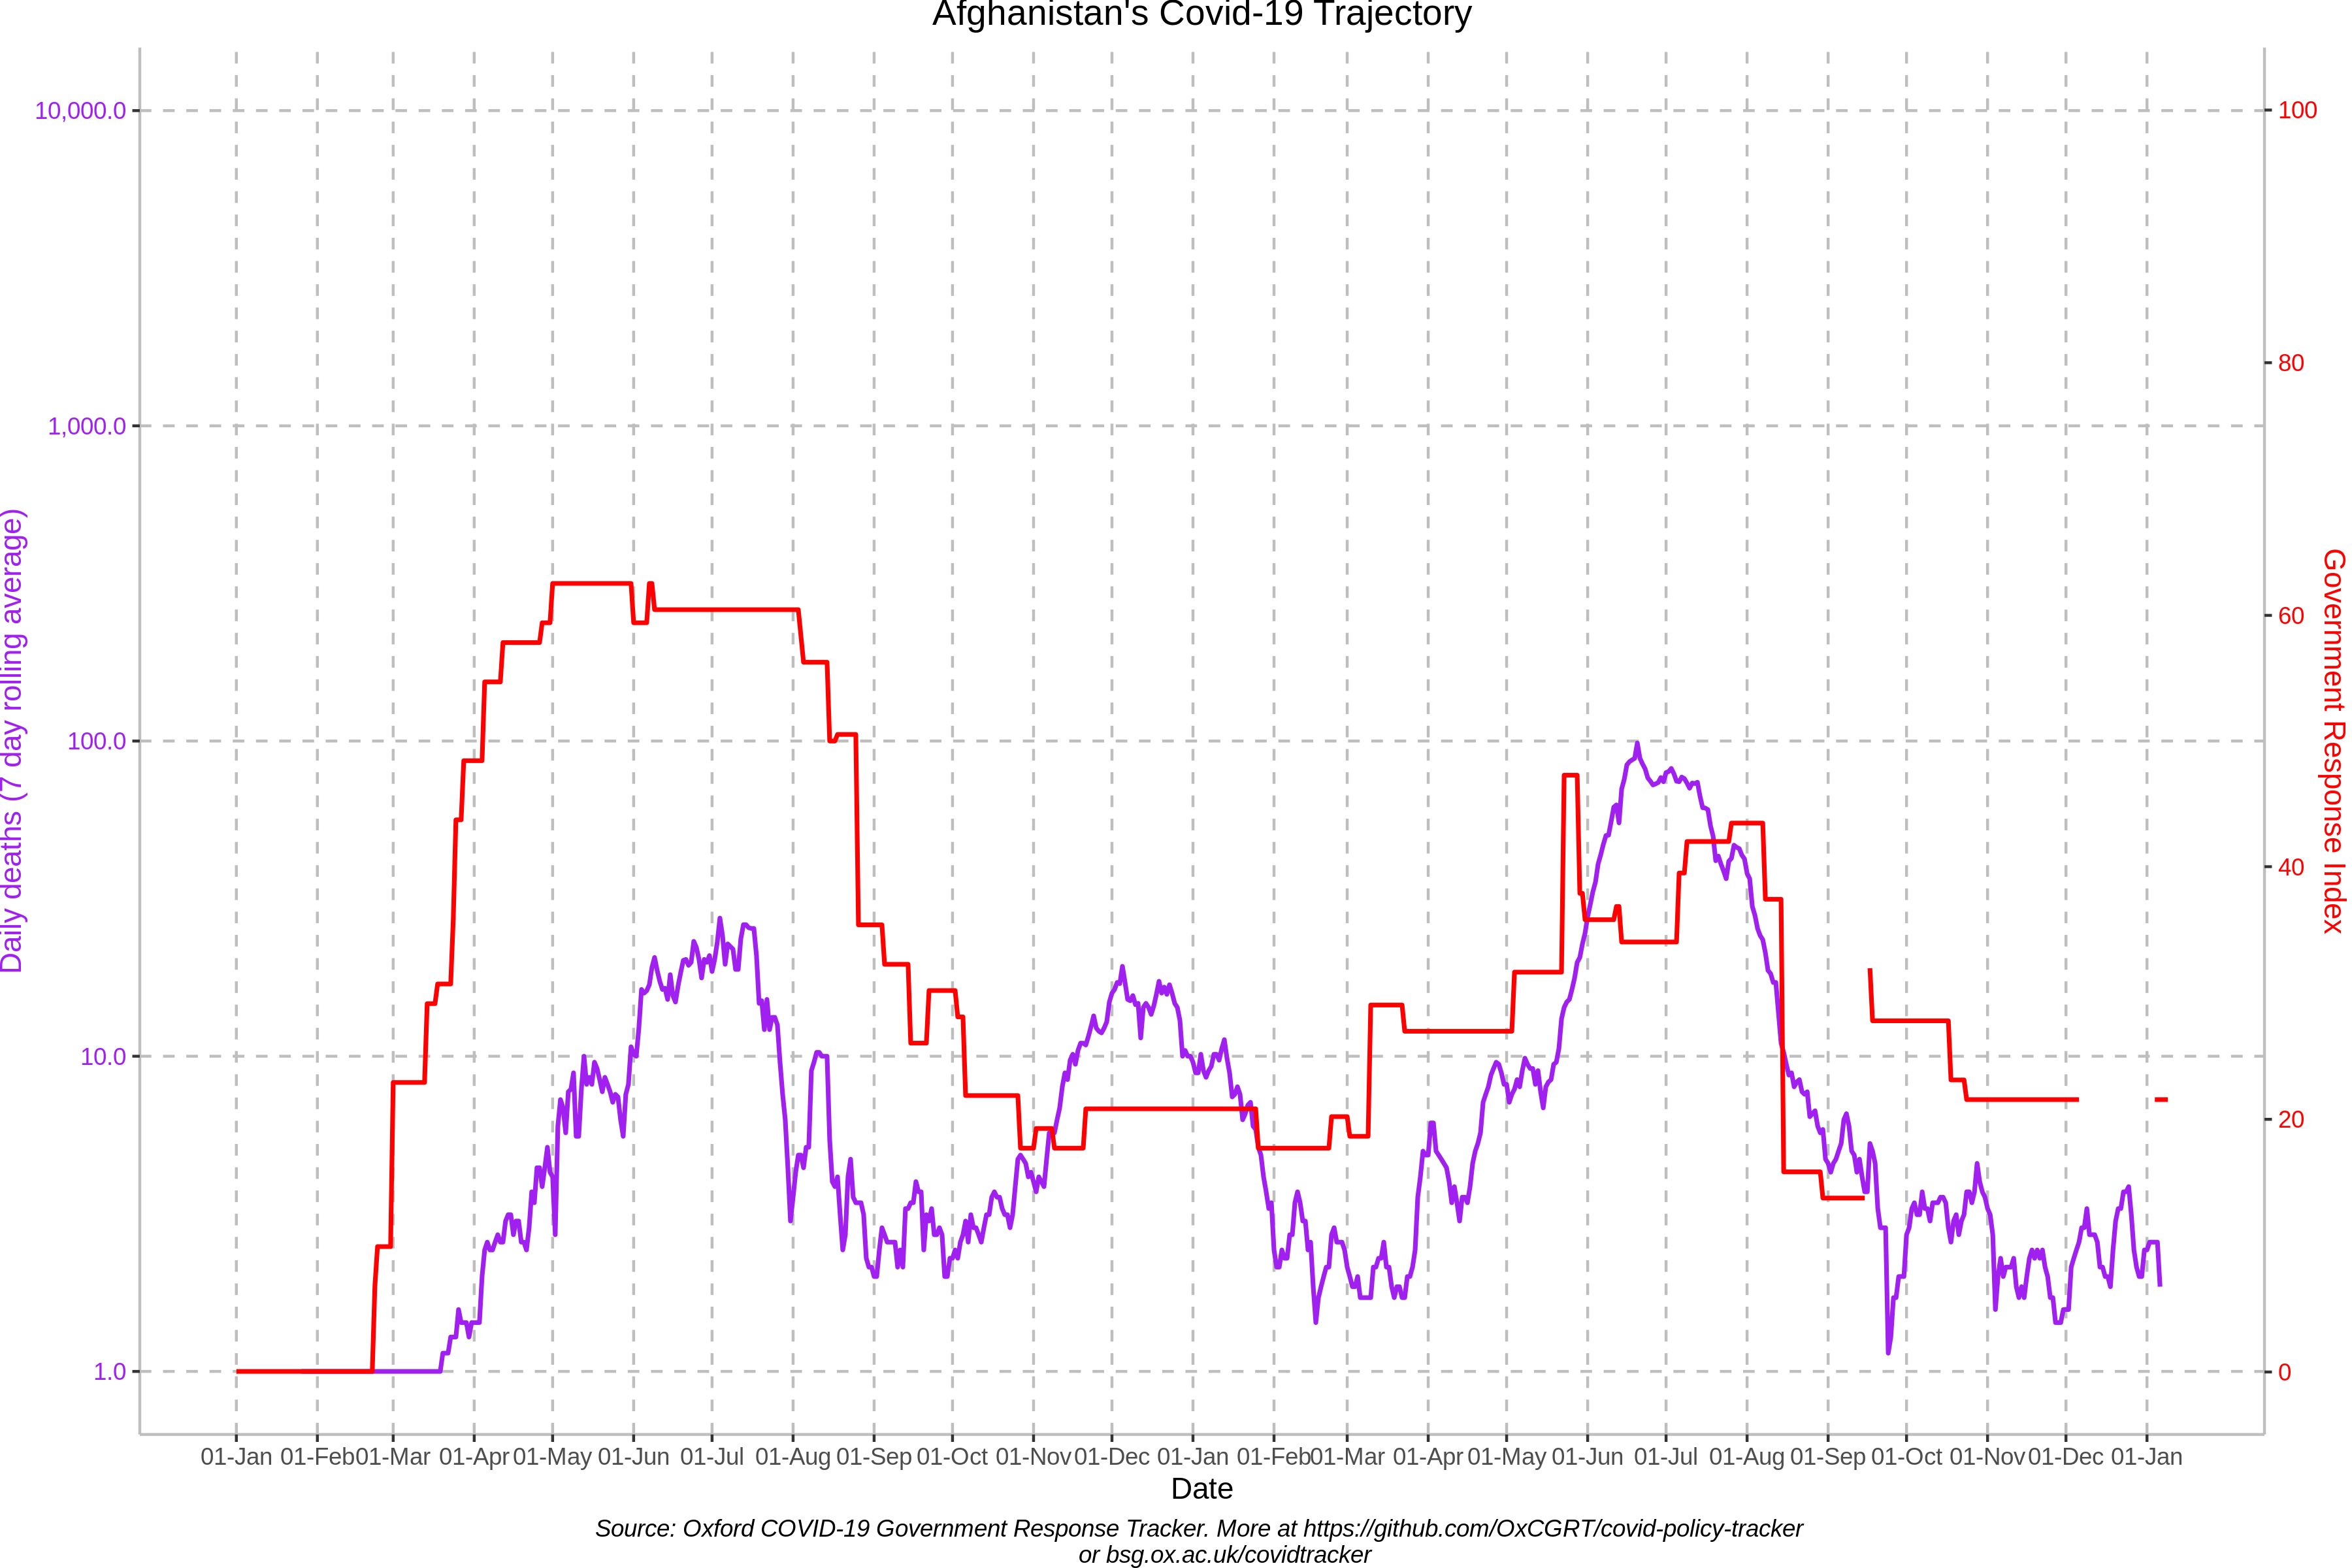 Afghanistan's Covid-19 Trajectory
10,000.0
1,000.0
100.0
10.0
1.0
Daily deaths (7 day rolling average)
100
80
60
40
20
0
Government Response Index
01-Jan 01-Feb 01-Mar 01-Apr 01-May 01-Jun 01-Jul 01-Aug 01-Sep 01-Oct 01-Nov 01-Dec 01-Jan 01-Feb 01-Mar 01-Apr 01-May 01-Jun 01-Jul 01-Aug 01-Sep 01-Oct 01-Nov 01-Dec 01-Jan
Date
Source: Oxford COVID-19 Government Response Tracker. More at https://github.com/OxCGRT/covid-policy-tracker
or bsg.ox.ac.uk/covidtracker